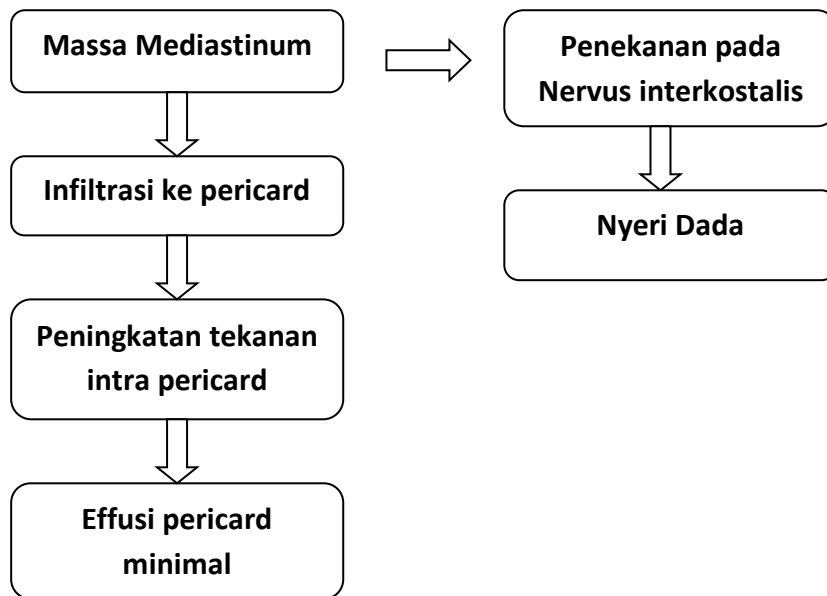 Massa Mediastinum
Infiltrasi ke pericard
Peningkatan tekanan
intra pericard
Effusi pericard
minimal
Penekanan pada
Nervus interkostalis
Nyeri Dada